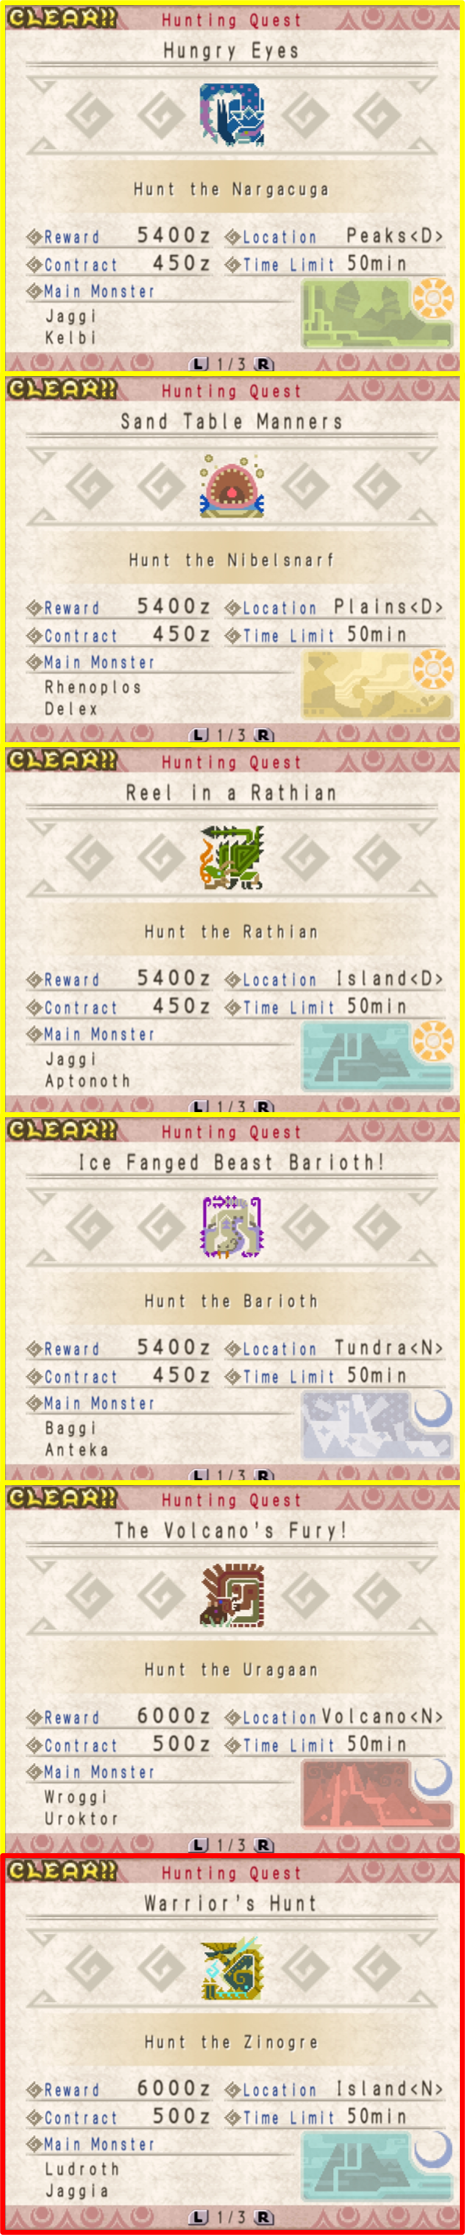 CLEAR!! Hunting Quest
Hungry Eyes
Hunt the Nargacuga
Reward 5400z Location Peaks<D>
Contract 450z Time Limit 50min
Main Monster
Jaggi
Kelbi
L 1/3 R
CLEAR!! Hunting Quest
Sand Table Manners
Hunt the Nibelsnarf
Reward 5400z Location Plains<D>
Contract 450z Time Limit 50min
Main Monster
Rhenoplos
Delex
L 1/3 R
CLEAR!! Hunting Quest
Reel in a Rathian
Hunt the Rathian
Reward 5400z Location Island<D>
Contract 450z Time Limit 50min
Main Monster
Jaggi
Aptonoth
L 1/3 R
CLEAR!! Hunting Quest
Ice Fanged Beast Barioth!
Hunt the Barioth
Reward 5400z Location Tundra<N>
Contract 450z Time Limit 50min
Main Monster
Baggi
Anteka
L 1/3 R
CLEAR!! Hunting Quest
The Volcano's Fury!
Hunt the Uragaan
Reward 6000z Location Volcano<N>
Contract 500z Time Limit 50min
Main Monster
Wroggi
Uroktor
L 1/3 R
CLEAR!! Hunting Quest
Warrior's Hunt
Hunt the Zinogre
Reward 6000z Location Island<N>
Contract 500z Time Limit 50min
Main Monster
Ludroth
Jaggia
L 1/3 R